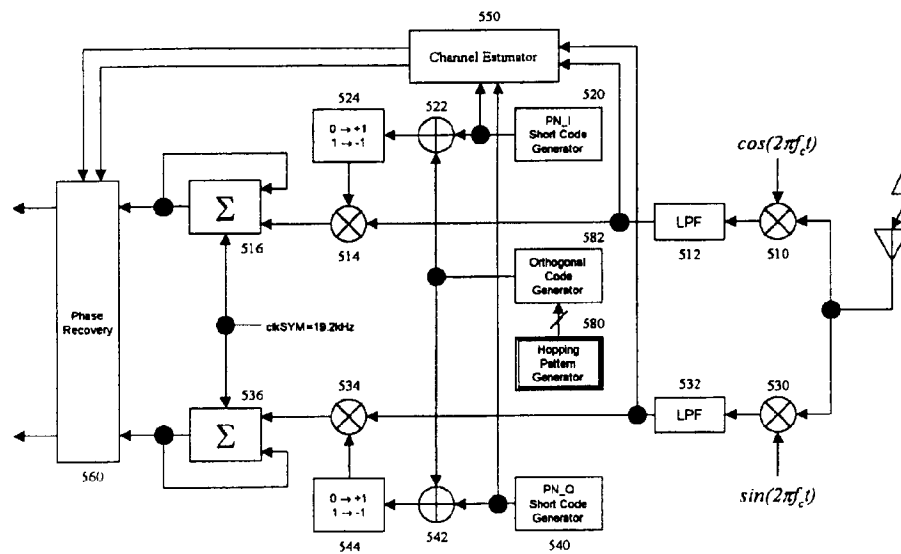 550
Channel Estimator
524
522
520
0 → +1
1 → -1
PN_I
Short Code
Generator
cos(2πf_c t)
Σ
LPF
516
514
582
512
510
Orthogonal
Code
Generator
Phase
Recovery
clkSYM=19.2kHz
580
Hopping
Pattern
Generator
536
534
532
530
Σ
LPF
560
0 → +1
1 → -1
PN_Q
Short Code
Generator
sin(2πf_c t)
544
542
540